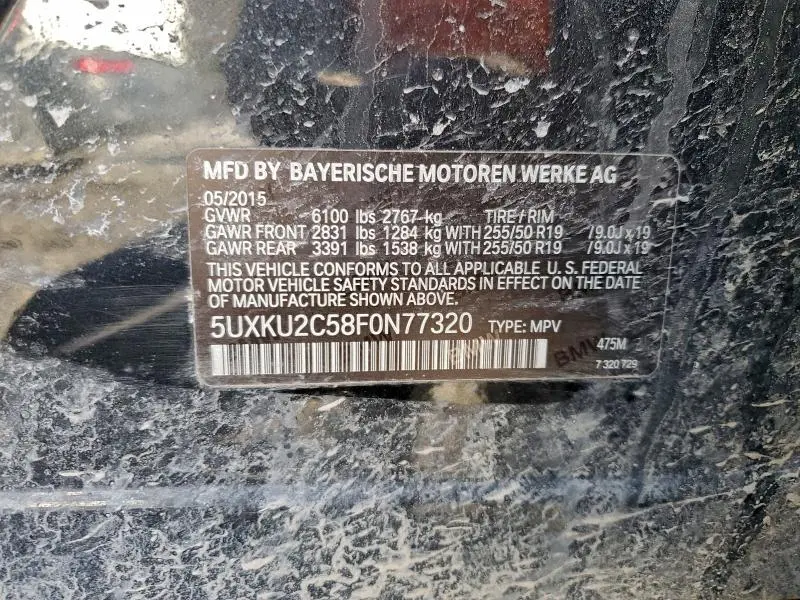 MFD BY BAYERISCHE MOTOREN WERKE AG
05/2015
GVWR 6100 lbs 2767 kg TIRE / RIM
GAWR FRONT 2831 lbs 1284 kg WITH 255/50 R19 /9.0J x 19
GAWR REAR 3391 lbs 1538 kg WITH 255/50 R19 /9.0J x 19
THIS VEHICLE CONFORMS TO ALL APPLICABLE U. S. FEDERAL
MOTOR VEHICLE SAFETY STANDARDS IN EFFECT ON THE DATE
OF MANUFACTURE SHOWN ABOVE.
5UXKU2C58F0N77320 TYPE: MPV
475M
BMW BMW
7 320 729